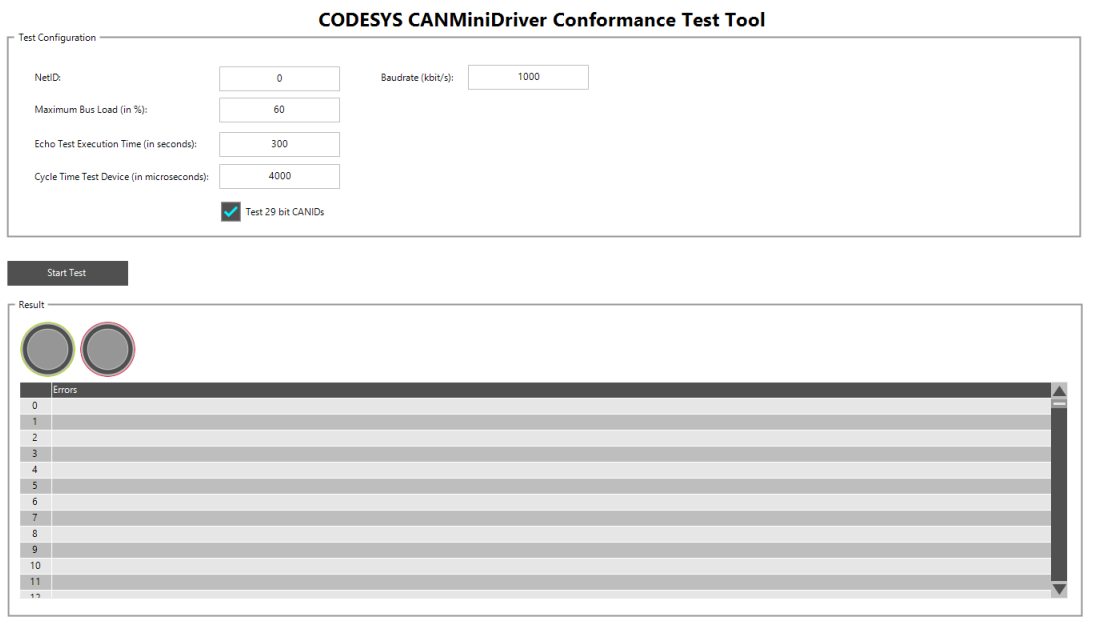 CODESYS CANMiniDriver Conformance Test Tool
Test Configuration
NetID: 0 Baudrate (kbit/s): 1000
Maximum Bus Load (in %): 60
Echo Test Execution Time (in seconds): 300
Cycle Time Test Device (in microseconds): 4000
Test 29 bit CANIDs
Start Test
Result
Errors
0
1
2
3
4
5
6
7
8
9
10
11
12